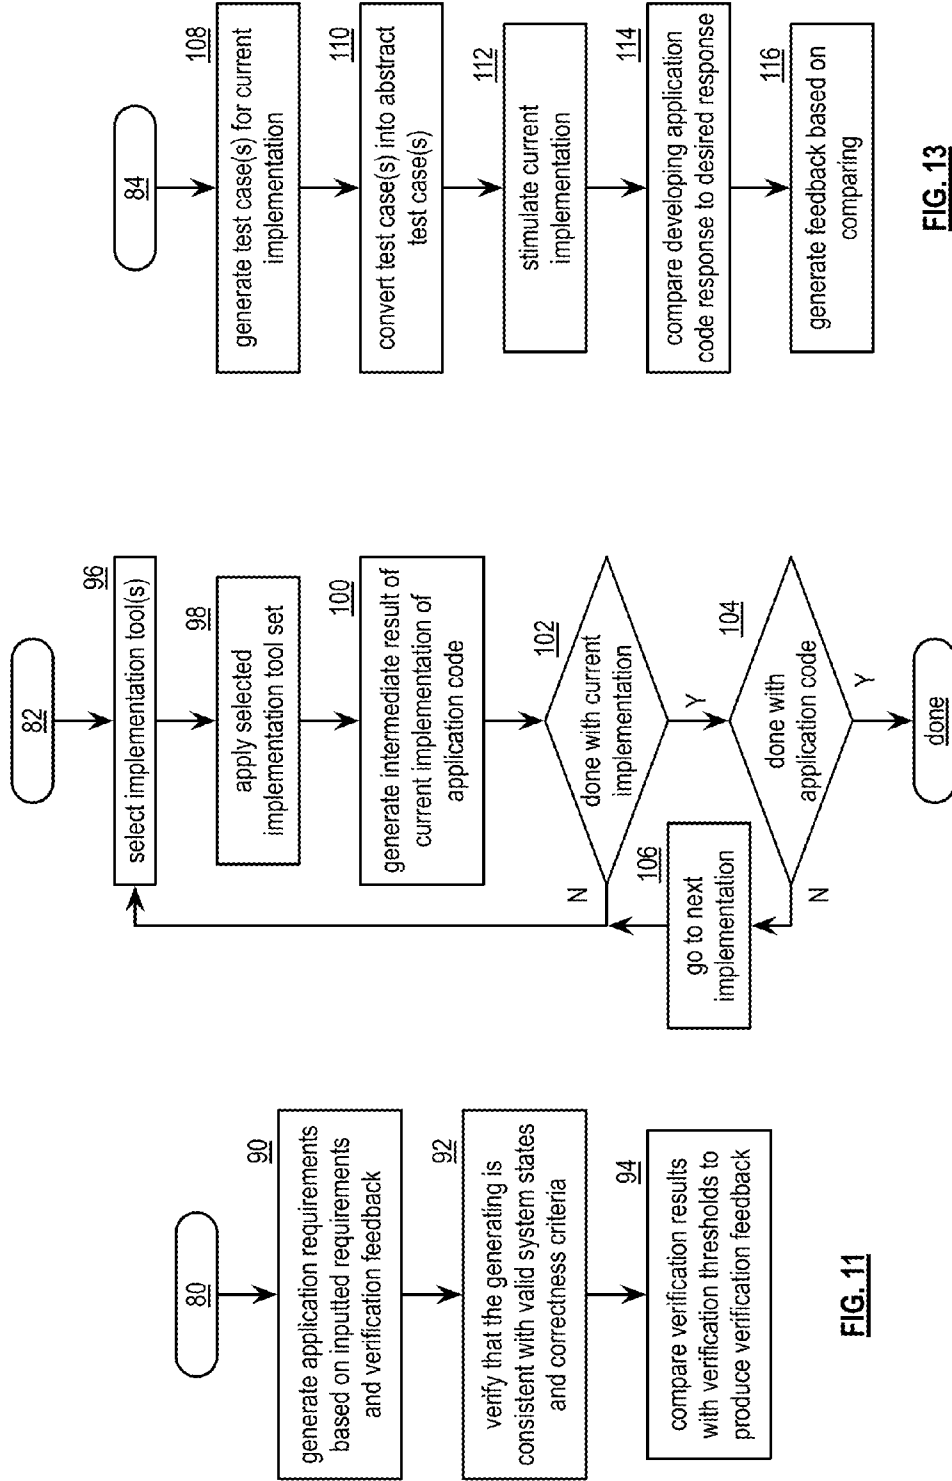 80
90
generate application requirements
based on inputted requirements
and verification feedback
92
verify that the generating is
consistent with valid system states
and correctness criteria
94
compare verification results
with verification thresholds to
produce verification feedback
FIG. 11
82
96
select implementation tool(s)
98
apply selected
implementation tool set
100
generate intermediate result of
current implementation of
application code
102
done with current
implementation
N
Y
104
done with
application code
N
Y
106
go to next
implementation
done
84
108
generate test case(s) for current
implementation
110
convert test case(s) into abstract
test case(s)
112
stimulate current
implementation
114
compare developing application
code response to desired response
116
generate feedback based on
comparing
FIG. 13